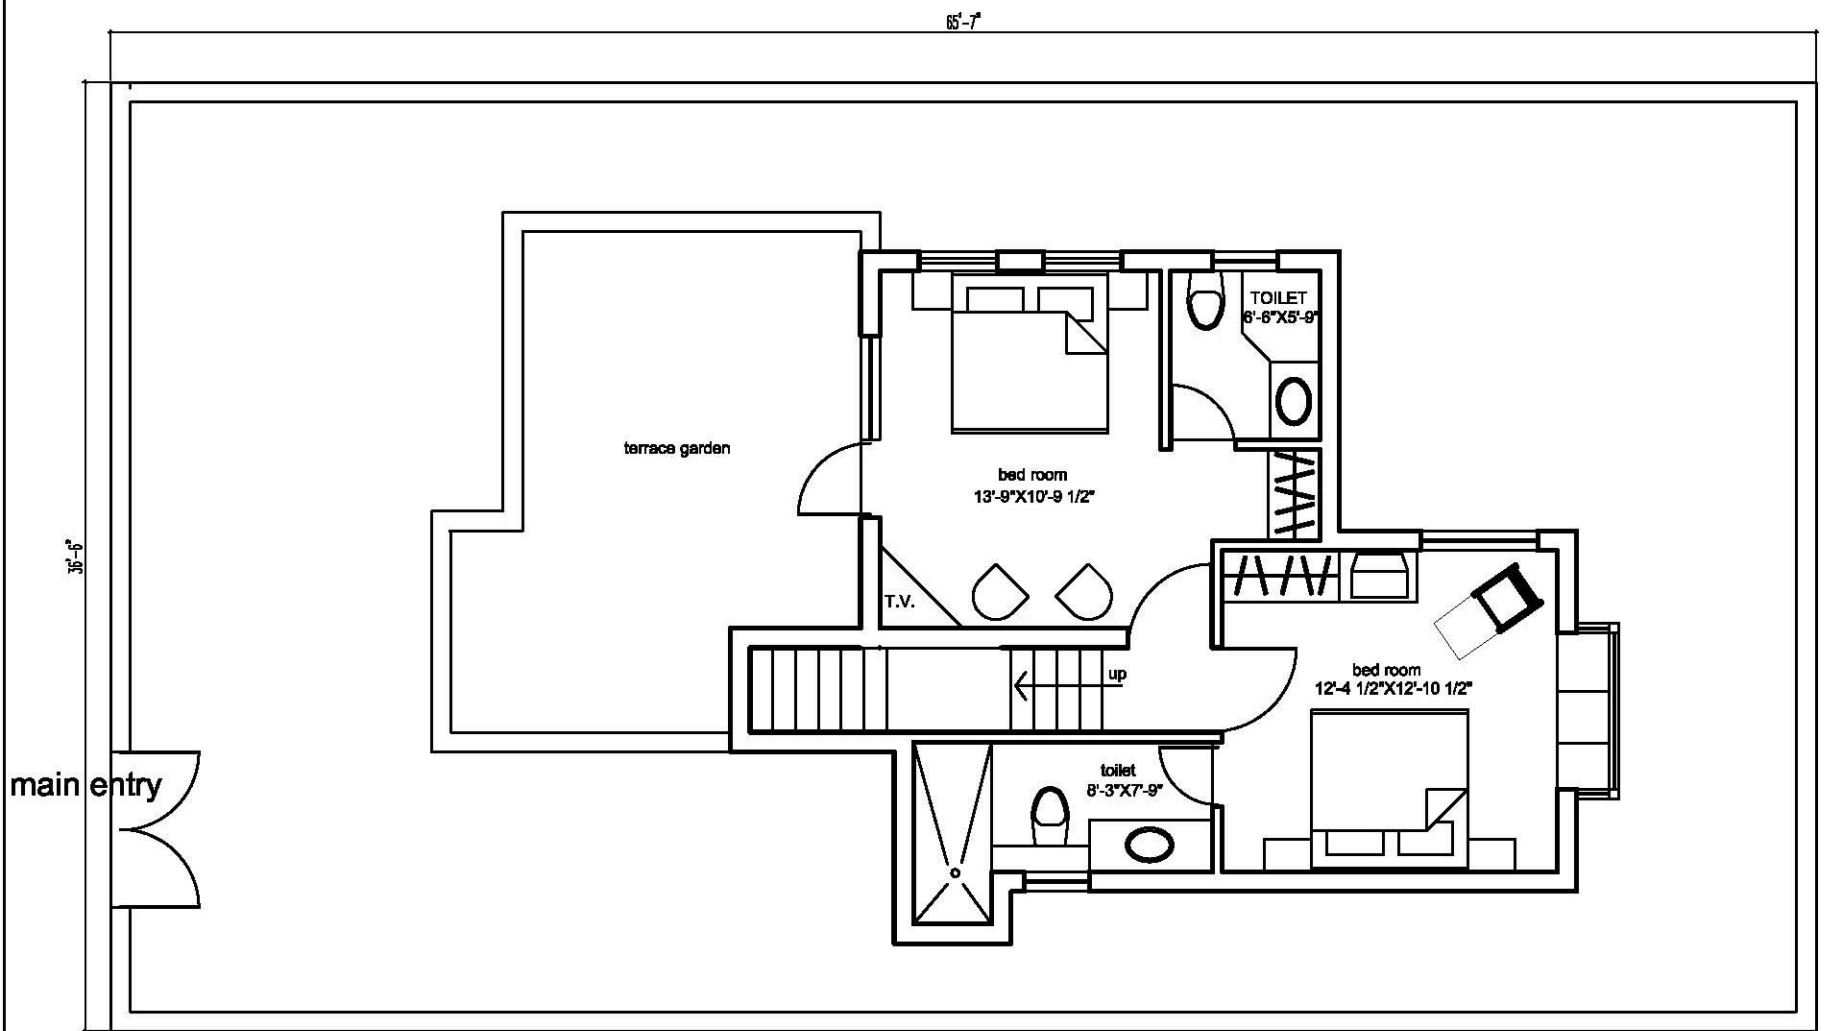 65'-7"
TOILET
6'-6"X5'-9"
terrace garden
bed room
13'-9"X10'-9 1/2"
36'-6"
T.V.
up
bed room
12'-4 1/2"X12'-10 1/2"
toilet
8'-3"X7'-9"
main entry